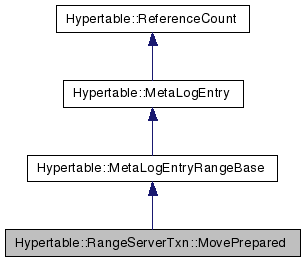 Hypertable::ReferenceCount
Hypertable::MetaLogEntry
Hypertable::MetaLogEntryRangeBase
Hypertable::RangeServerTxn::MovePrepared